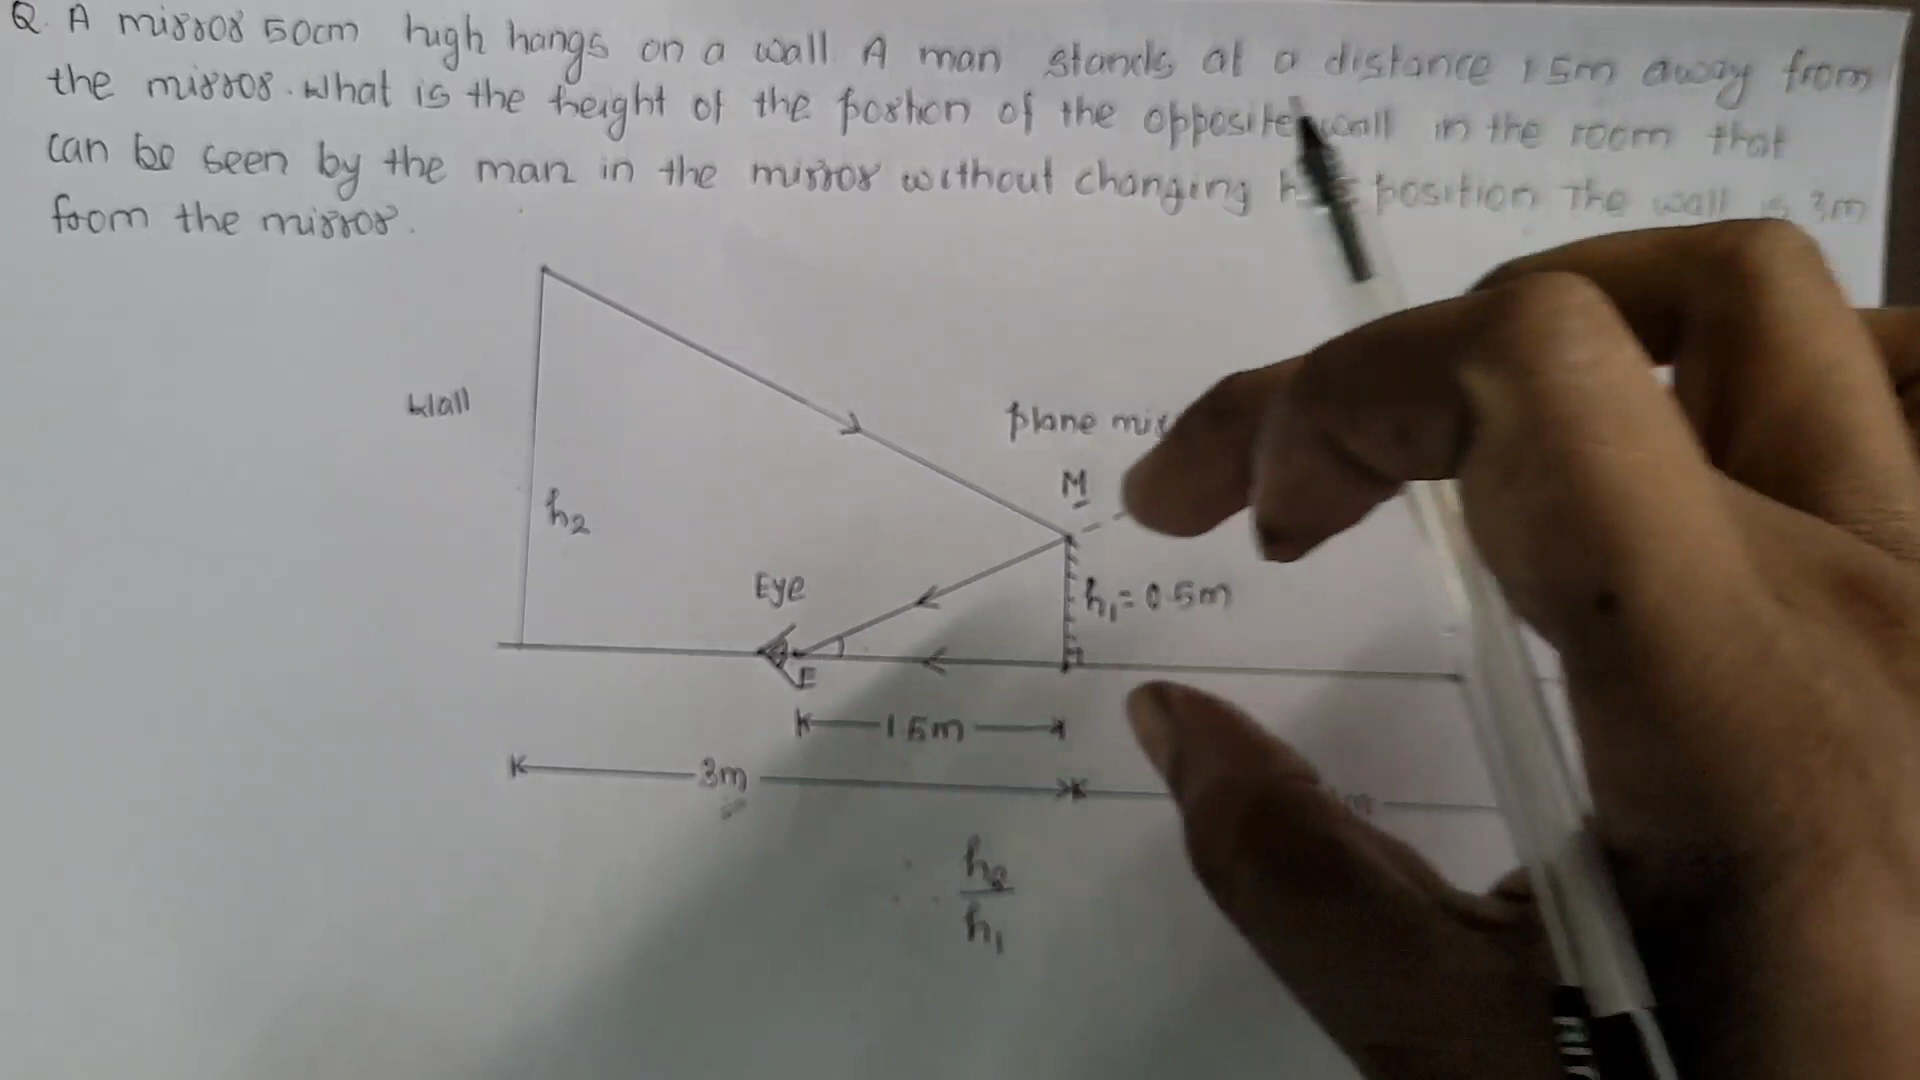 Q. A mirror 50cm high hangs on a wall A man stands at a distance 1.5m away from
the mirror. What is the height of the portion of the opposite wall in the room that
can be seen by the man in the mirror without changing position The wall is 3m
from the mirror.
Wall
plane
M
h2
Eye
h1 = 0.5m
E
1.5m
3m
h2
h1